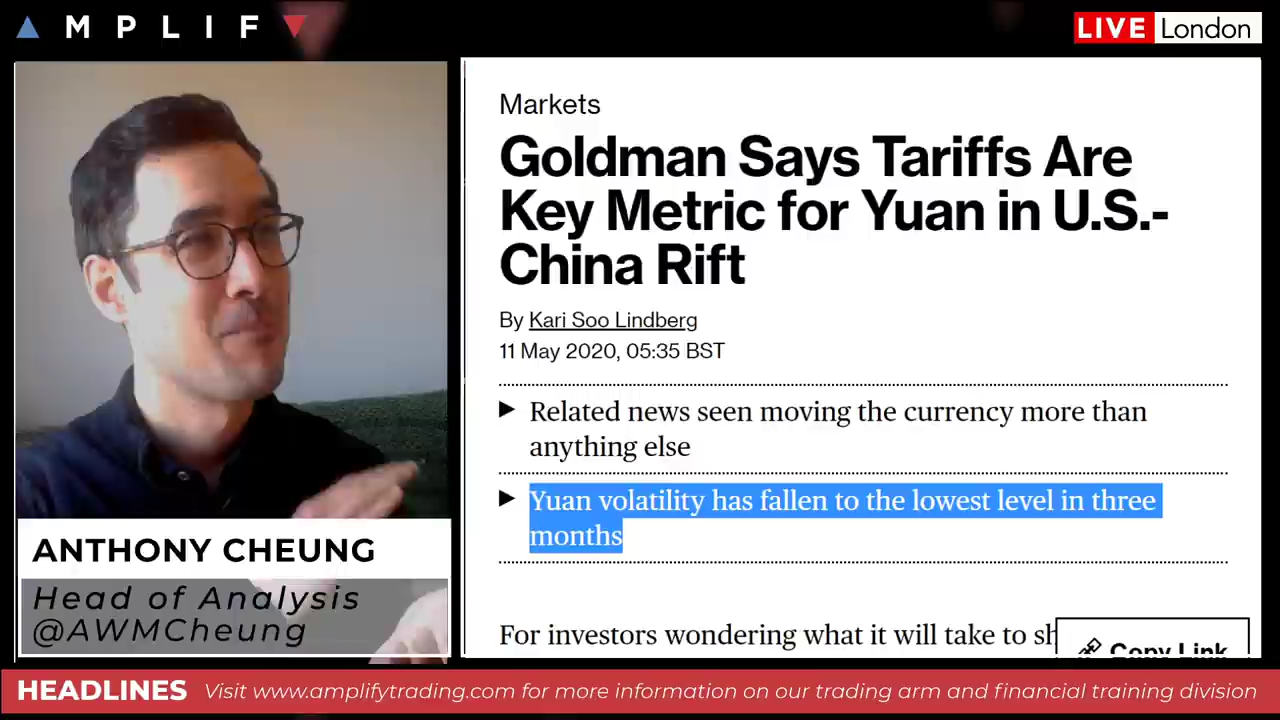 AMPLIFY
LIVE London
Markets
Goldman Says Tariffs Are
Key Metric for Yuan in U.S.-
China Rift
By Kari Soo Lindberg
11 May 2020, 05:35 BST
Related news seen moving the currency more than
anything else
Yuan volatility has fallen to the lowest level in three
months
For investors wondering what it will take to
Copy Link
ANTHONY CHEUNG
Head of Analysis
@AWMCheung
HEADLINES Visit www.amplifytrading.com for more information on our trading arm and financial training division